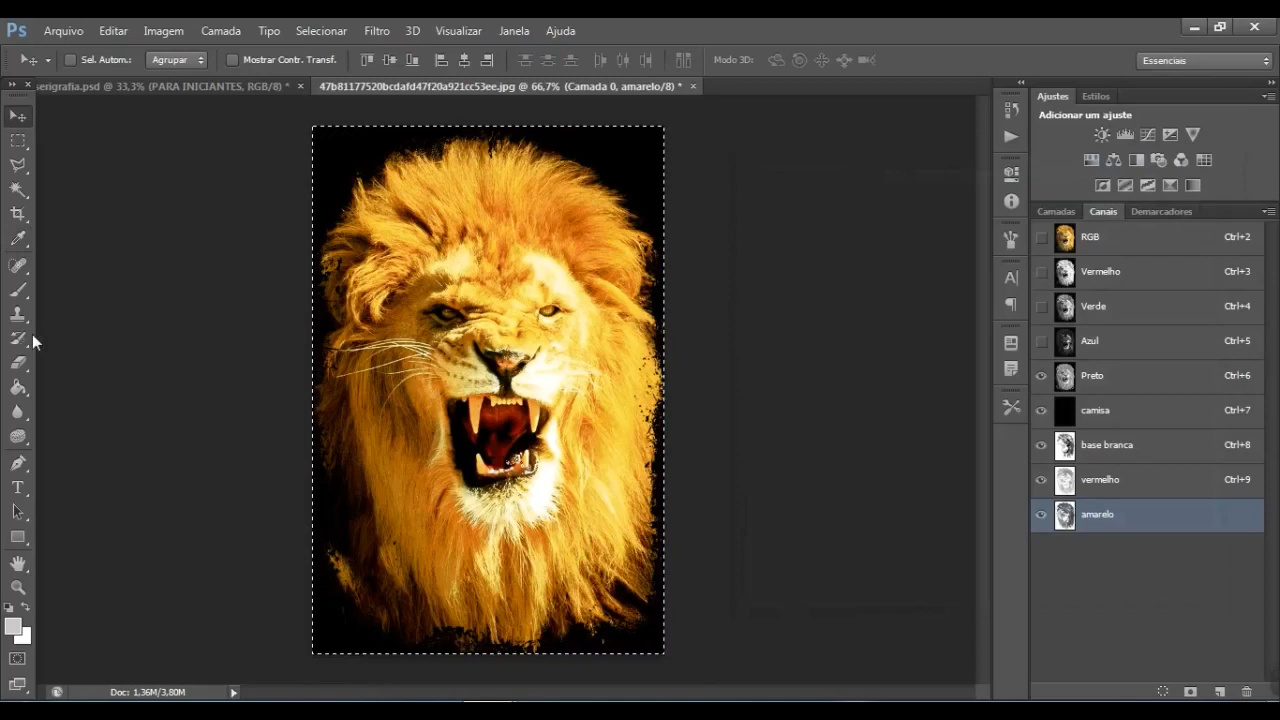 Ps Arquivo Editar Imagem Camada Tipo Selecionar Filtro 3D Visualizar Janela Ajuda
Sel. Autom.: Agrupar Mostrar Contr. Transf. Modo 3D: Essenciais
serigrafia.psd @ 33,3% (PARA INICIANTES, RGB/8) * × 47b81177520bcdafd47f20a921cc53ee.jpg @ 66,7% (Camada 0, amarelo/8) * ×
Ajustes Estilos
Adicionar um ajuste
Camadas Canais Demarcadores
RGB Ctrl+2
Vermelho Ctrl+3
Verde Ctrl+4
Azul Ctrl+5
Preto Ctrl+6
camisa Ctrl+7
base branca Ctrl+8
vermelho Ctrl+9
amarelo
Doc: 1,36M/3,80M